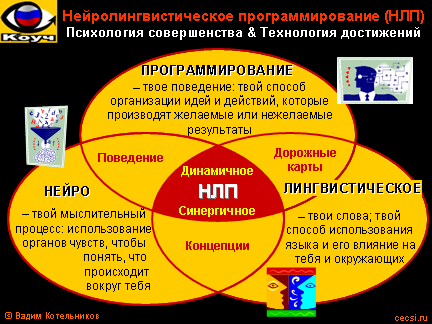 Нейролингвистическое программирование (НЛП)
Психология совершенства & Технология достижений
Коуч
ПРОГРАММИРОВАНИЕ
– твое поведение: твой способ
организации идей и действий, которые
производят желаемые или нежелаемые
результаты
Поведение
Дорожные
карты
Динамичное
НЛП
Синергичное
НЕЙРО
– твой мыслительный
процесс: использование
органов чувств, чтобы
понять, что
происходит
вокруг тебя
ЛИНГВИСТИЧЕСКОЕ
– твои слова; твой
способ использования
языка и его влияние на
тебя и окружающих
Концепции
© Вадим Котельников
cecsi.ru